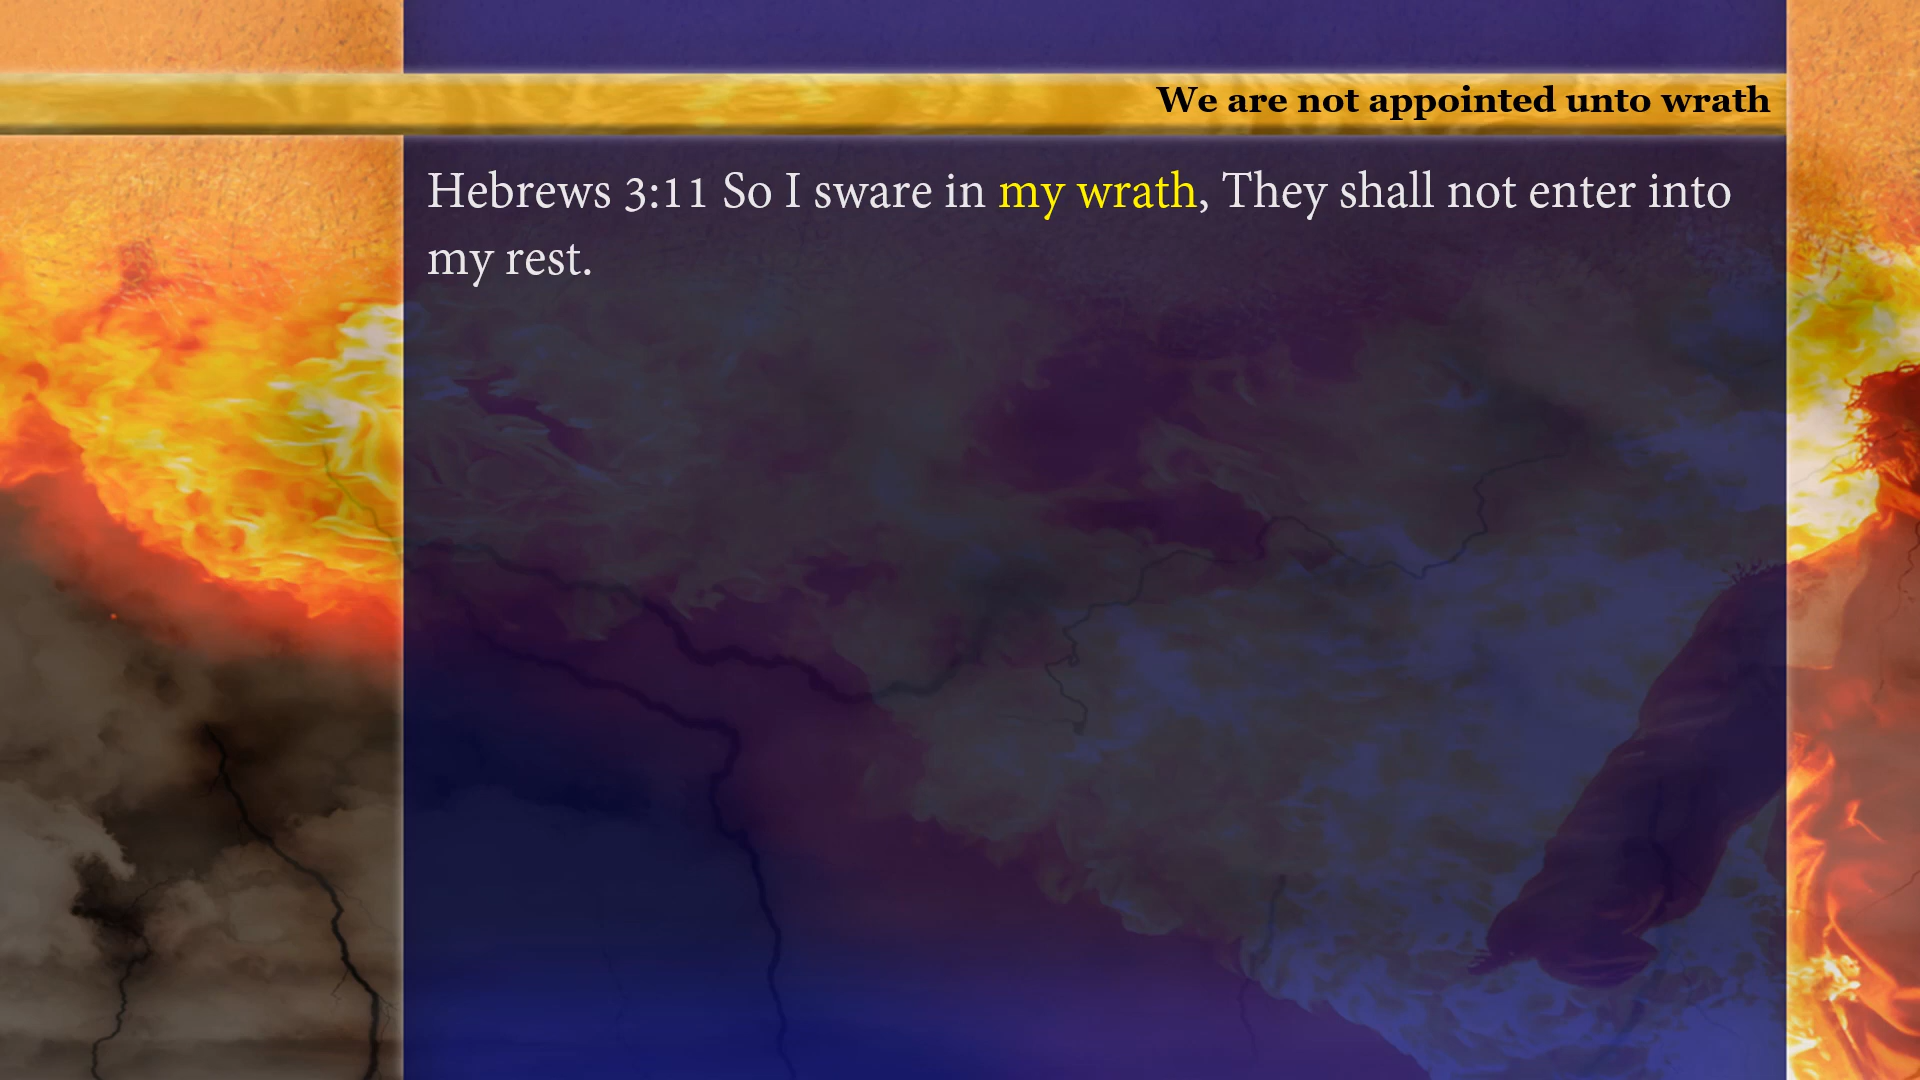 We are not appointed unto wrath
Hebrews 3:11 So I sware in my wrath, They shall not enter into
my rest.